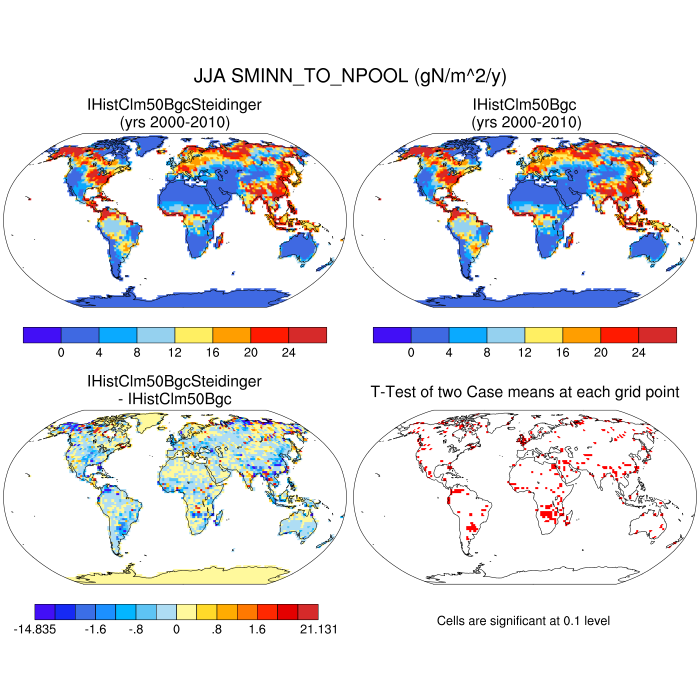 JJA SMINN_TO_NPOOL (gN/m^2/y)
IHistClm50BgcSteidinger
(yrs 2000-2010)
IHistClm50Bgc
(yrs 2000-2010)
0 4 8 12 16 20 24
0 4 8 12 16 20 24
IHistClm50BgcSteidinger
- IHistClm50Bgc
T-Test of two Case means at each grid point
-14.835 -1.6 -.8 0 .8 1.6 21.131
Cells are significant at 0.1 level